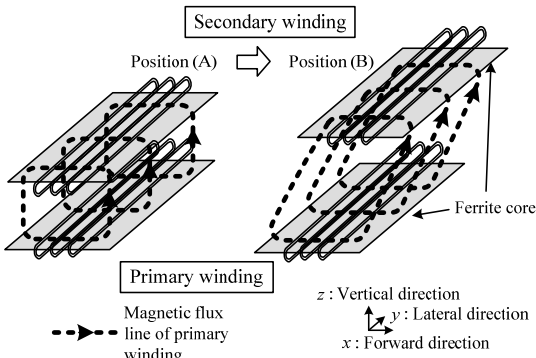 Secondary winding
Position (A)
Position (B)
Ferrite core
Primary winding
Magnetic flux
line of primary
winding
z : Vertical direction
y : Lateral direction
x : Forward direction